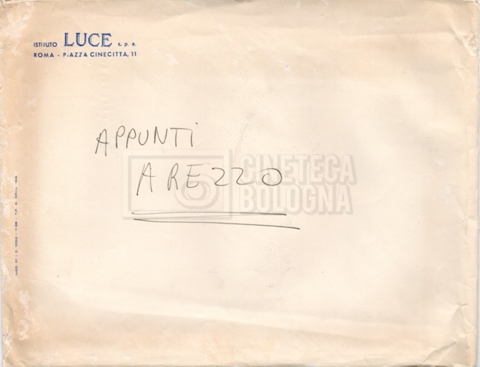 ISTITUTO LUCE s. p. a.
ROMA - PIAZZA CINECITTÀ, 11
APPUNTI
AREZZO
CINETECA
BOLOGNA